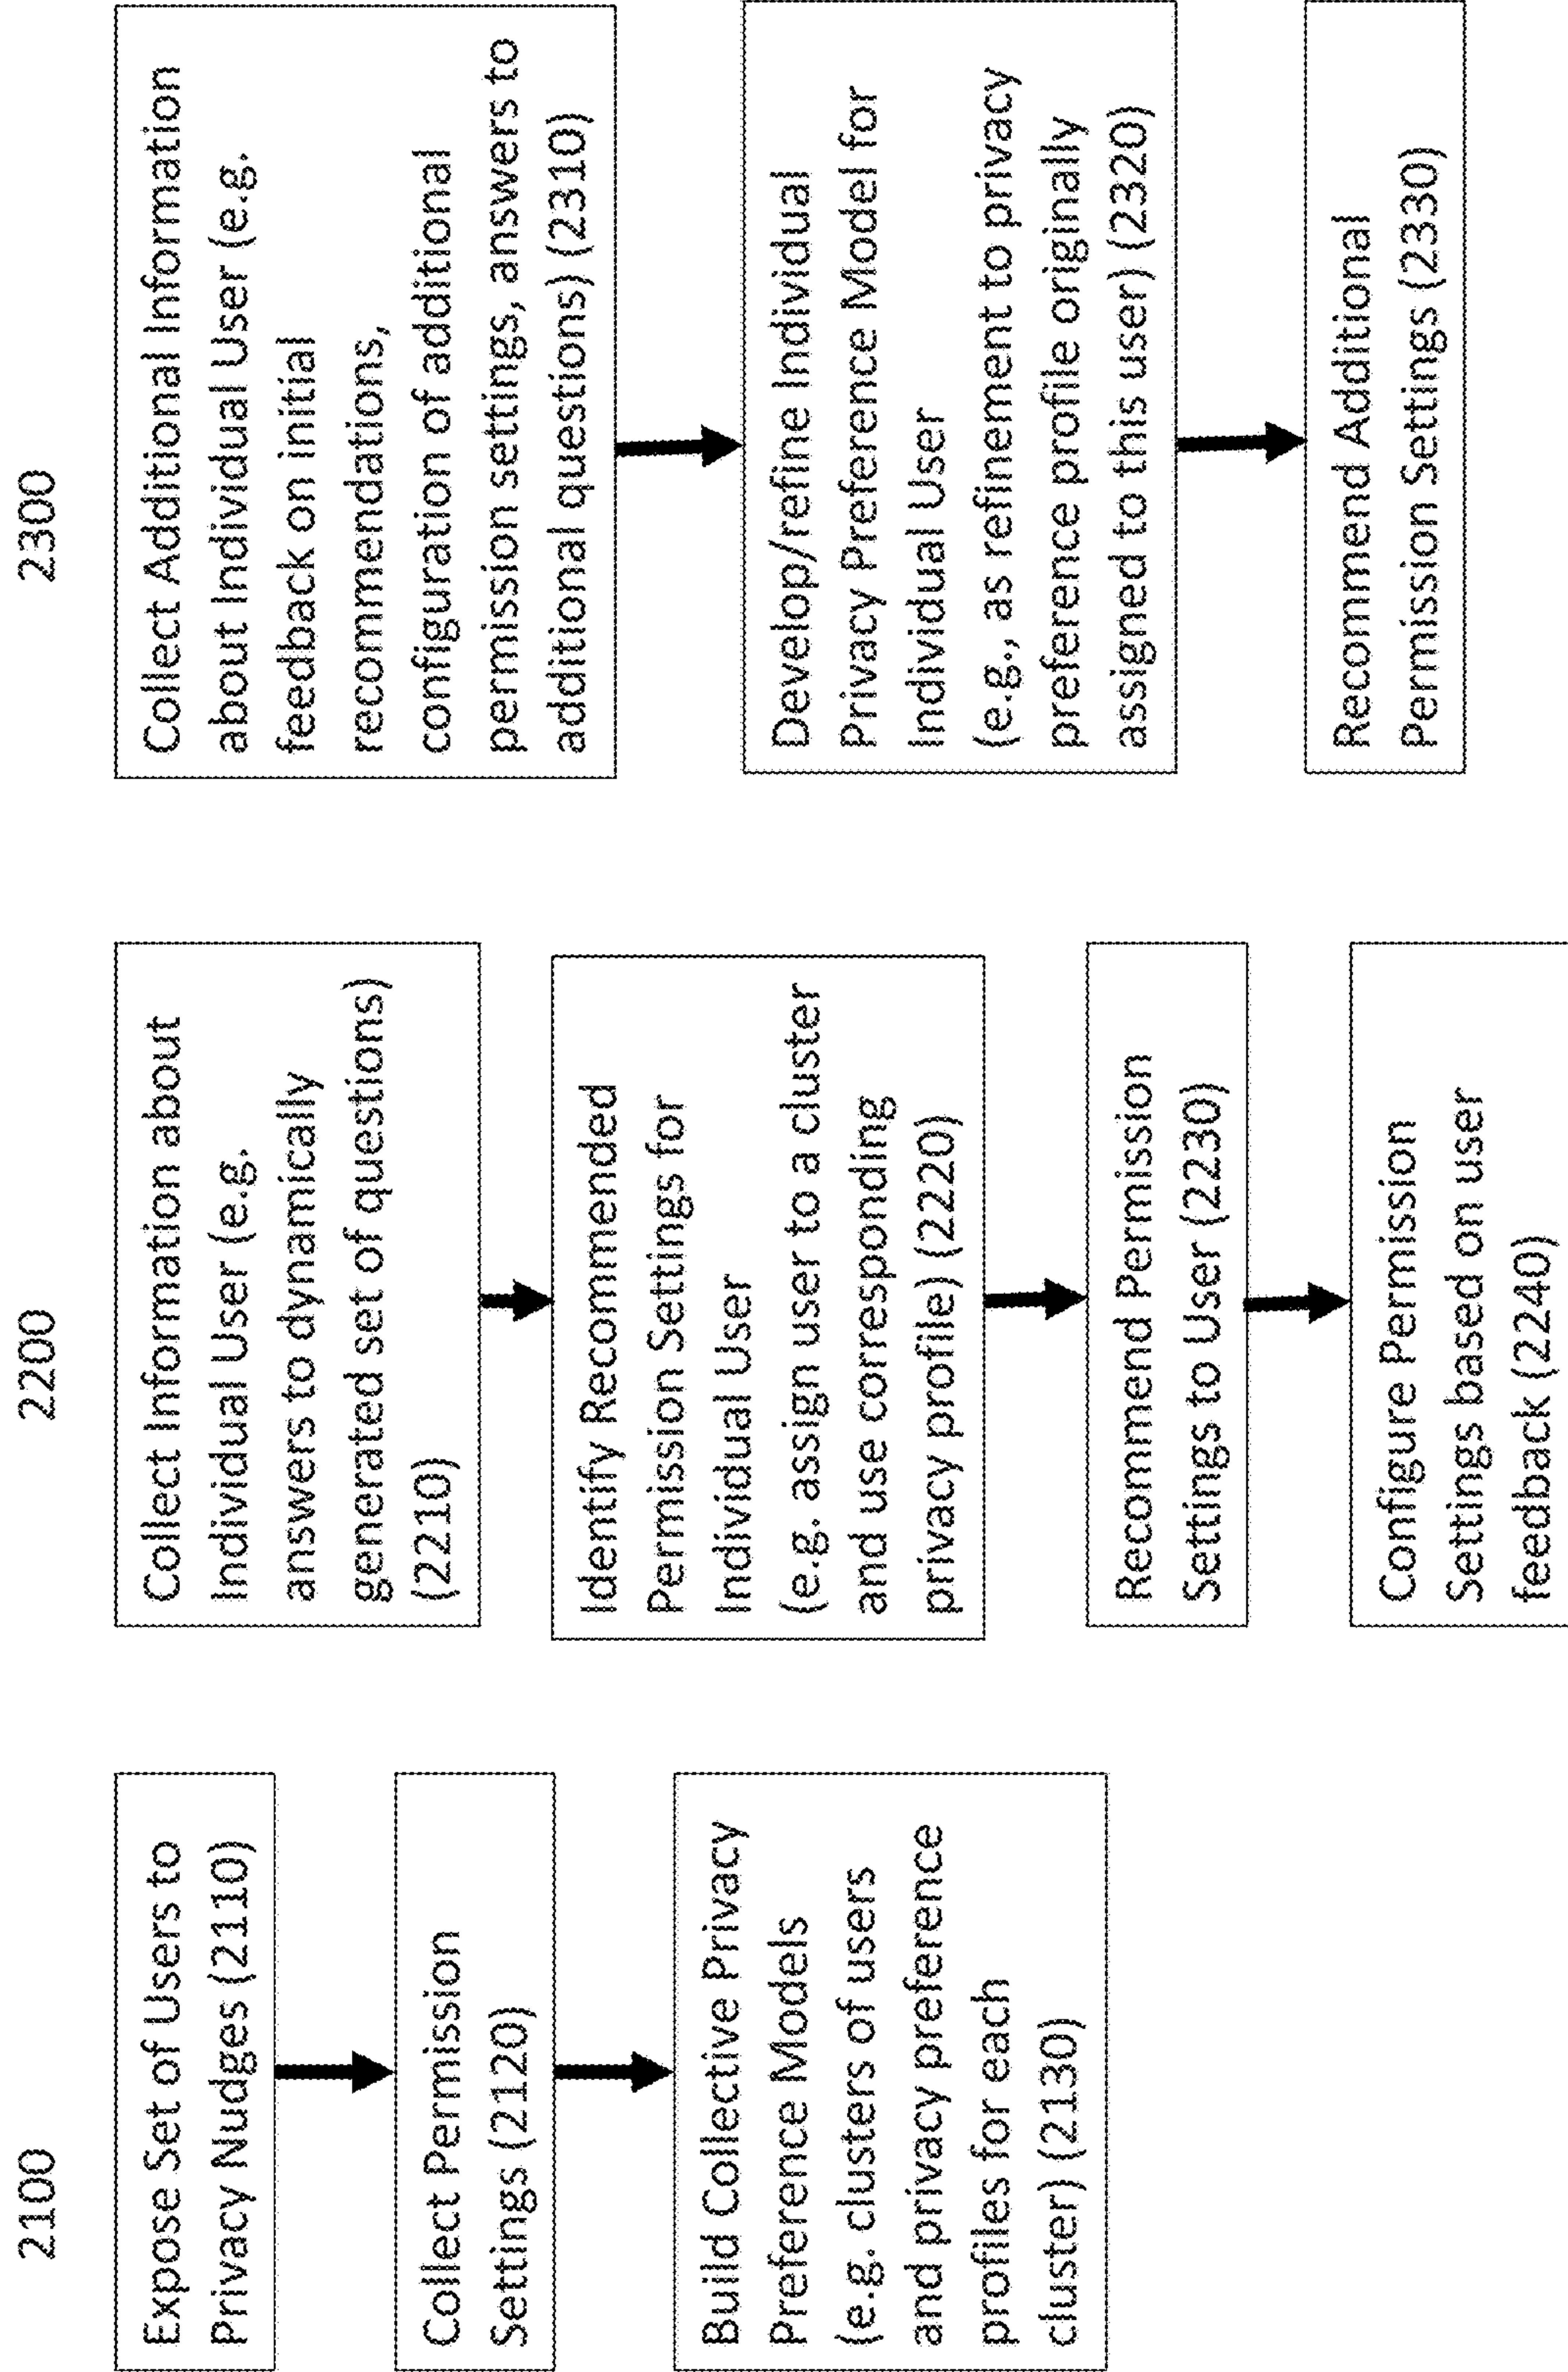 2100
Expose Set of Users to
Privacy Nudges (2110)
Collect Permission
Settings (2120)
Build Collective Privacy
Preference Models
(e.g. clusters of users
and privacy preference
profiles for each
cluster) (2130)
2200
Collect Information about
Individual User (e.g.
answers to dynamically
generated set of questions)
(2210)
Identify Recommended
Permission Settings for
Individual User
(e.g. assign user to a cluster
and use corresponding
privacy profile) (2220)
Recommend Permission
Settings to User (2230)
Configure Permission
Settings based on user
feedback (2240)
2300
Collect Additional Information
about Individual User (e.g.
feedback on initial
recommendations,
configuration of additional
permission settings, answers to
additional questions) (2310)
Develop/refine Individual
Privacy Preference Model for
Individual User
(e.g., as refinement to privacy
preference profile originally
assigned to this user) (2320)
Recommend Additional
Permission Settings (2330)